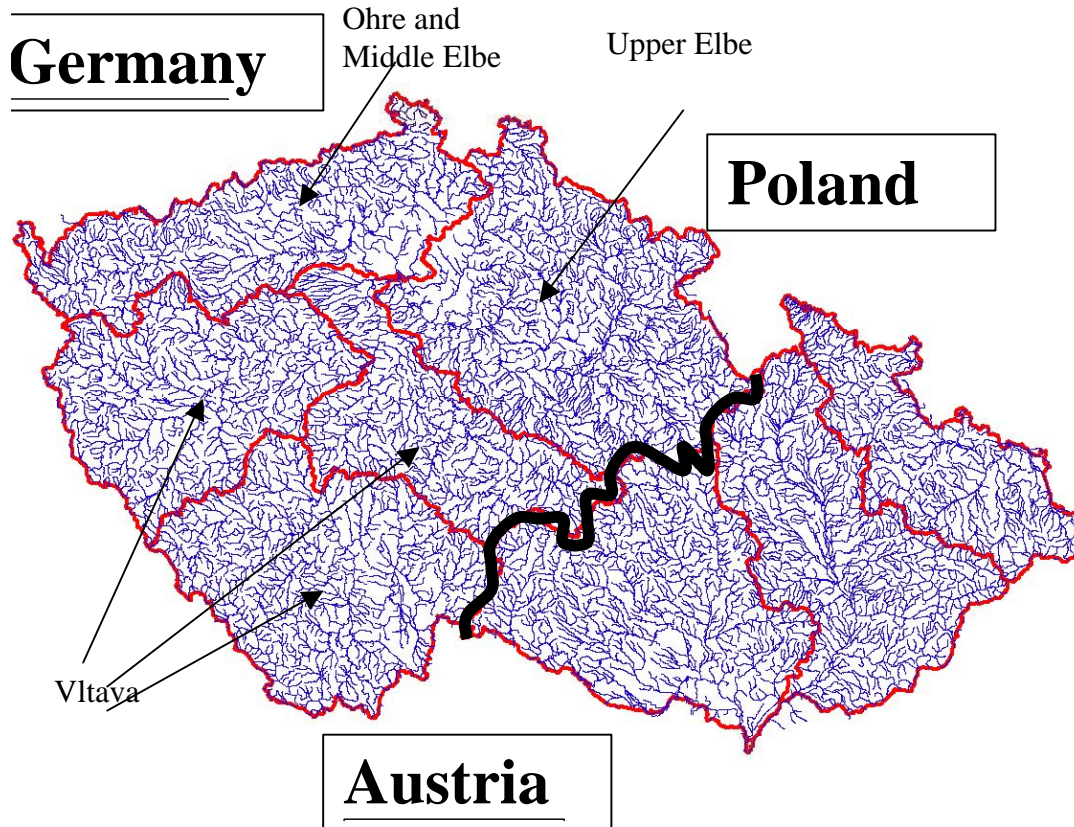 Ohre and
Middle Elbe
Upper Elbe
Germany
Poland
Vltava
Austria